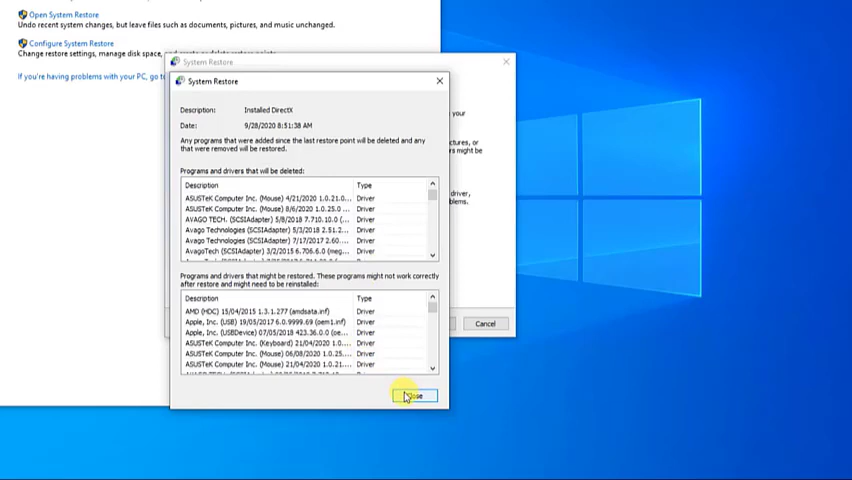 Open System Restore
Undo recent system changes, but leave files such as documents, pictures, and music unchanged.
Configure System Restore
Change restore settings, manage disk space,
If you're having problems with your PC, go to
System Restore
your
ctures, or
rs might be
driver,
blems.
Cancel
System Restore
Description: Installed DirectX
Date: 9/28/2020 8:51:38 AM
Any programs that were added since the last restore point will be deleted and any
that were removed will be restored.
Programs and drivers that will be deleted:
Description Type
ASUSTeK Computer Inc. (Mouse) 4/21/2020 1.0.21.0... Driver
ASUSTeK Computer Inc. (Mouse) 8/6/2020 1.0.25.0 ... Driver
AVAGO TECH. (SCSIAdapter) 5/8/2018 7.710.10.0 (... Driver
Avago Technologies (SCSIAdapter) 5/3/2018 2.51.2... Driver
Avago Technologies (SCSIAdapter) 7/17/2017 2.60.... Driver
AvagoTech (SCSIAdapter) 3/2/2015 6.706.6.0 (meg... Driver
Programs and drivers that might be restored. These programs might not work correctly
after restore and might need to be reinstalled:
Description Type
AMD (HDC) 15/04/2015 1.3.1.277 (amdsata.inf) Driver
Apple, Inc. (USB) 19/05/2017 6.0.9999.69 (oem1.inf) Driver
Apple, Inc. (USBDevice) 07/05/2018 423.36.0.0 (oe... Driver
ASUSTeK Computer Inc. (Keyboard) 21/04/2020 1.0.... Driver
ASUSTeK Computer Inc. (Mouse) 06/08/2020 1.0.25.... Driver
ASUSTeK Computer Inc. (Mouse) 21/04/2020 1.0.21.... Driver
Close